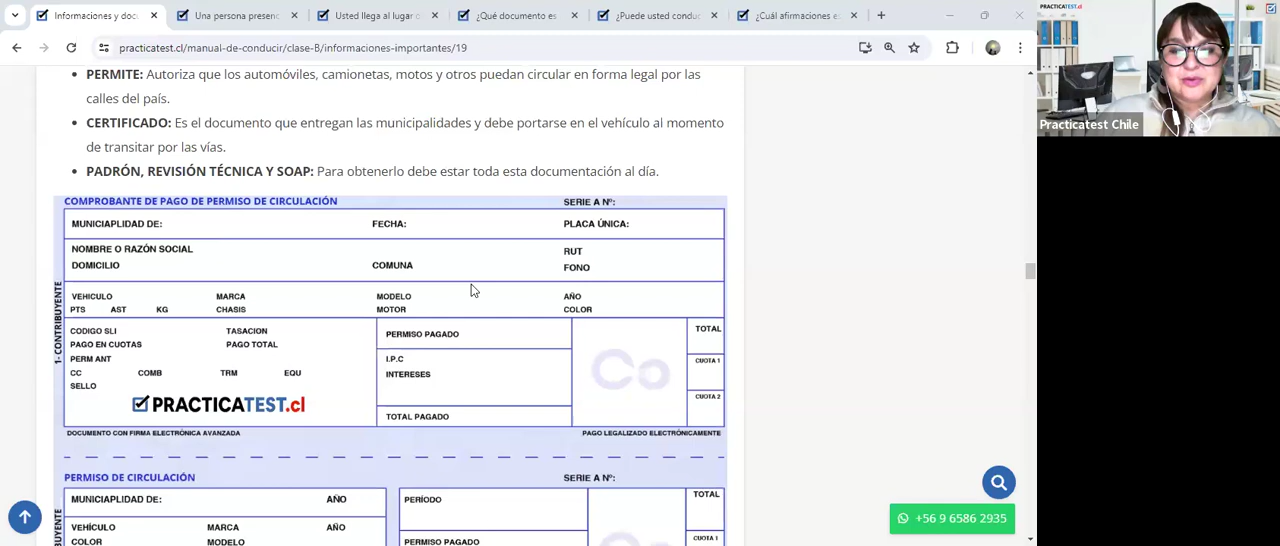 Informaciones y docu
Una persona presenc
Usted llega al lugar d
¿Qué documento es
¿Puede usted condu
¿Cuál afirmaciones e
practicatest.cl/manual-de-conducir/clase-B/informaciones-importantes/19
PRACTICATEST.cl
Practicatest Chile
PERMITE: Autoriza que los automóviles, camionetas, motos y otros puedan circular en forma legal por las
calles del país.
CERTIFICADO: Es el documento que entregan las municipalidades y debe portarse en el vehículo al momento
de transitar por las vías.
PADRÓN, REVISIÓN TÉCNICA Y SOAP: Para obtenerlo debe estar toda esta documentación al día.
COMPROBANTE DE PAGO DE PERMISO DE CIRCULACIÓN SERIE A Nº:
MUNICIAPLIDAD DE: FECHA: PLACA ÚNICA:
NOMBRE O RAZÓN SOCIAL RUT
DOMICILIO COMUNA FONO
VEHICULO MARCA MODELO AÑO
PTS AST KG CHASIS MOTOR COLOR
1- CONTRIBUYENTE
CODIGO SLI TASACION PERMISO PAGADO TOTAL
PAGO EN CUOTAS PAGO TOTAL
PERM ANT I.P.C CUOTA 1
CC COMB TRM EQU INTERESES
SELLO
CUOTA 2
PRACTICATEST.cl
TOTAL PAGADO
DOCUMENTO CON FIRMA ELECTRÓNICA AVANZADA PAGO LEGALIZADO ELECTRÓNICAMENTE
PERMISO DE CIRCULACIÓN SERIE A Nº:
MUNICIAPLIDAD DE: AÑO PERÍODO TOTAL
VEHÍCULO MARCA AÑO
COLOR MODELO PERMISO PAGADO CUOTA 1
+56 9 6586 2935